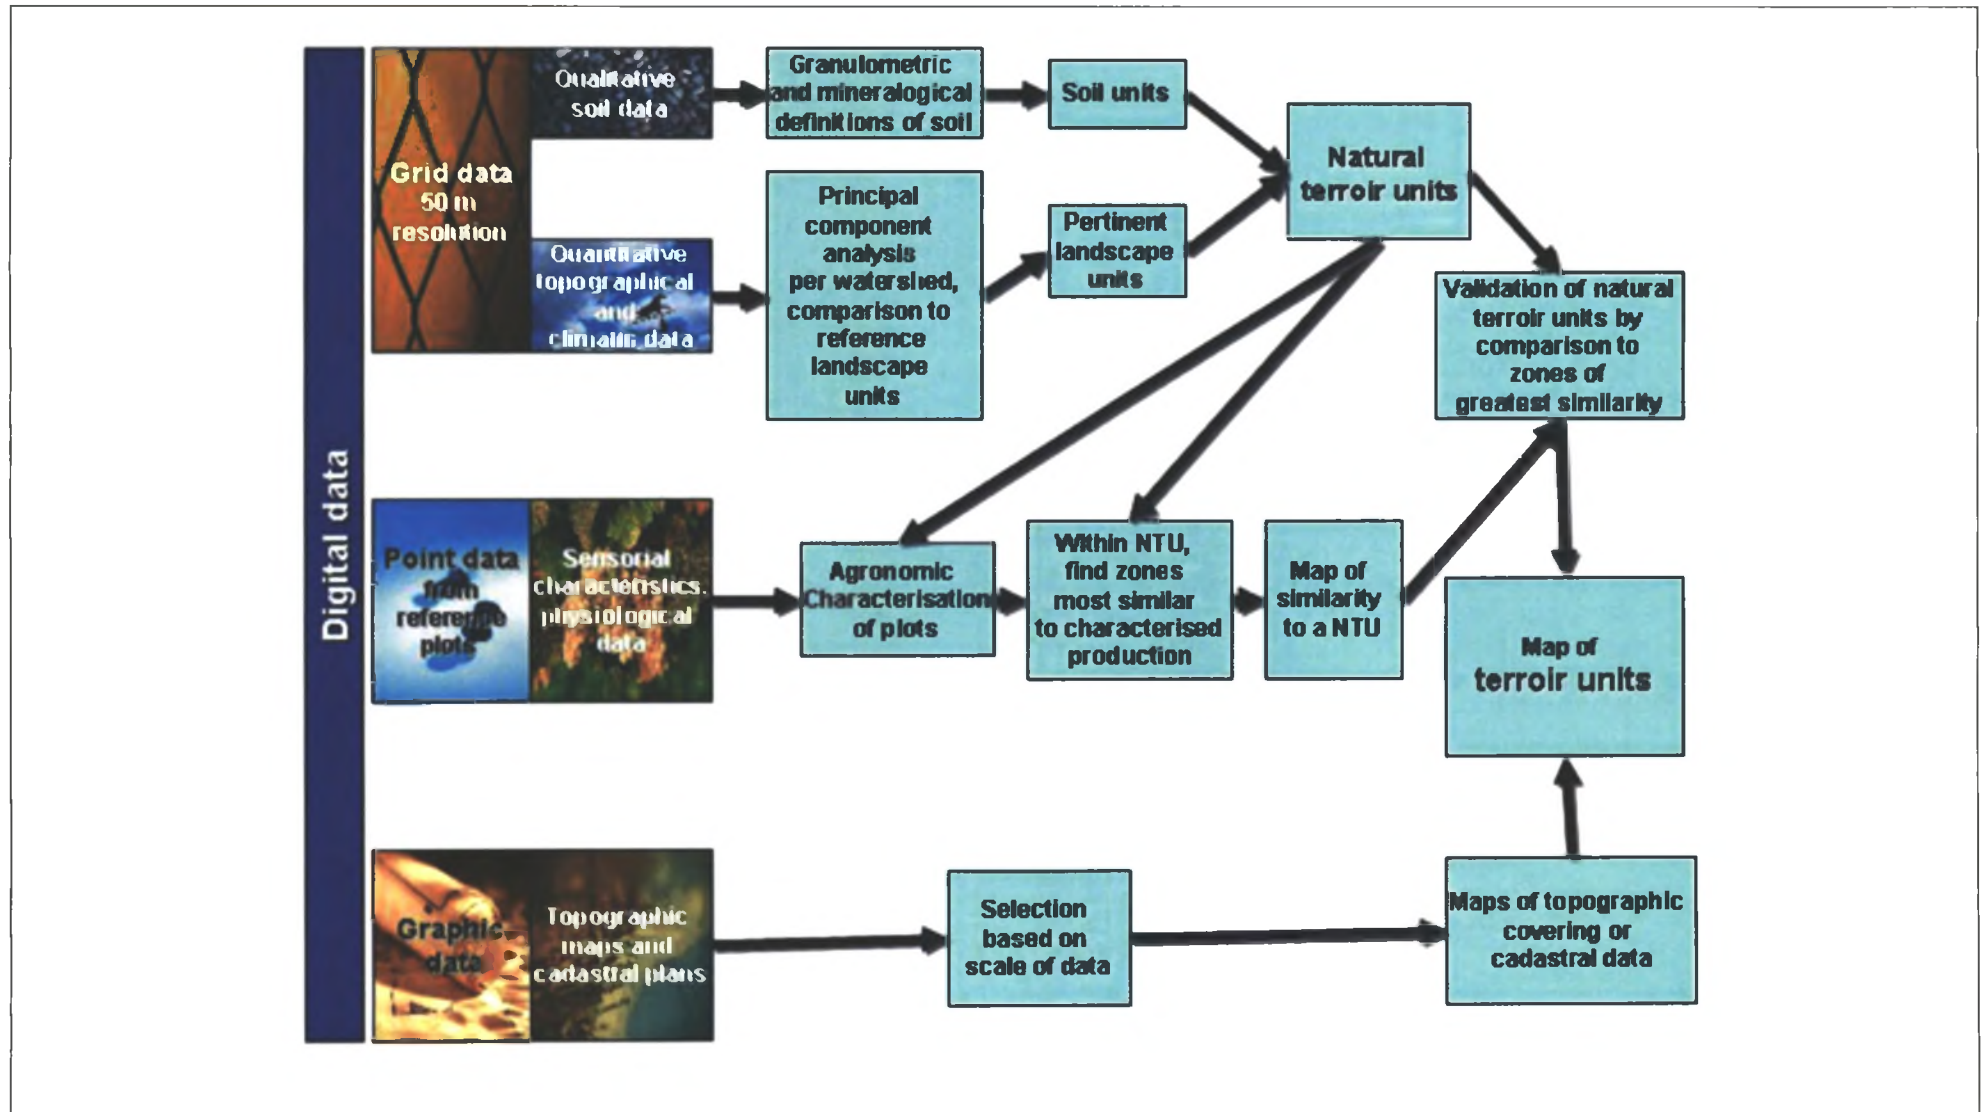 Digital data
Grid data
50 m
resolution
Qualitative
soil data
Granulometric
and mineralogical
definitions of soil
Soil units
Natural
terroir units
Quantitative
topographical
and
climatic data
Principal
component
analysis
per watershed,
comparison to
reference
landscape
units
Pertinent
landscape
units
Validation of natural
terroir units by
comparison to
zones of
greatest similarity
Point data
from
reference
plots
Sensorial
characteristics.
physiological
data
Agronomic
Characterisation
of plots
Within NTU,
find zones
most similar
to characterised
production
Map of
similarity
to a NTU
Map of
terroir units
Graphic
data
Topographic
maps and
cadastral plans
Selection
based on
scale of data
Maps of topographic
covering or
cadastral data